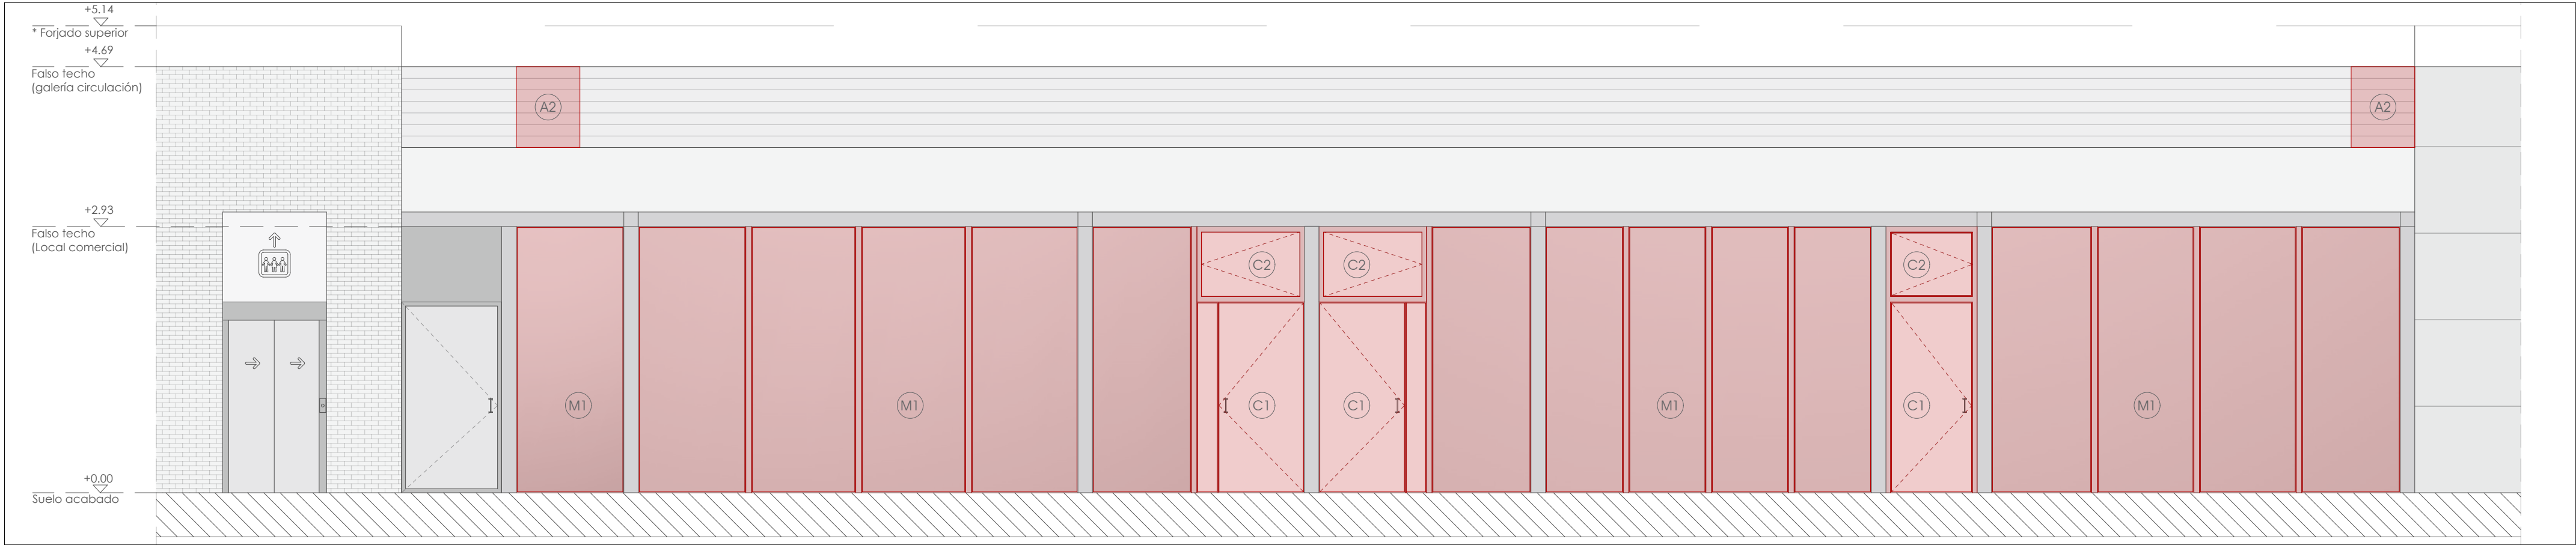 +5.14
* Forjado superior
+4.69
Falso techo
(galería circulación)
A2
A2
+2.93
Falso techo
(Local comercial)
C2
C2
C2
M1
M1
C1
C1
M1
C1
M1
+0.00
Suelo acabado